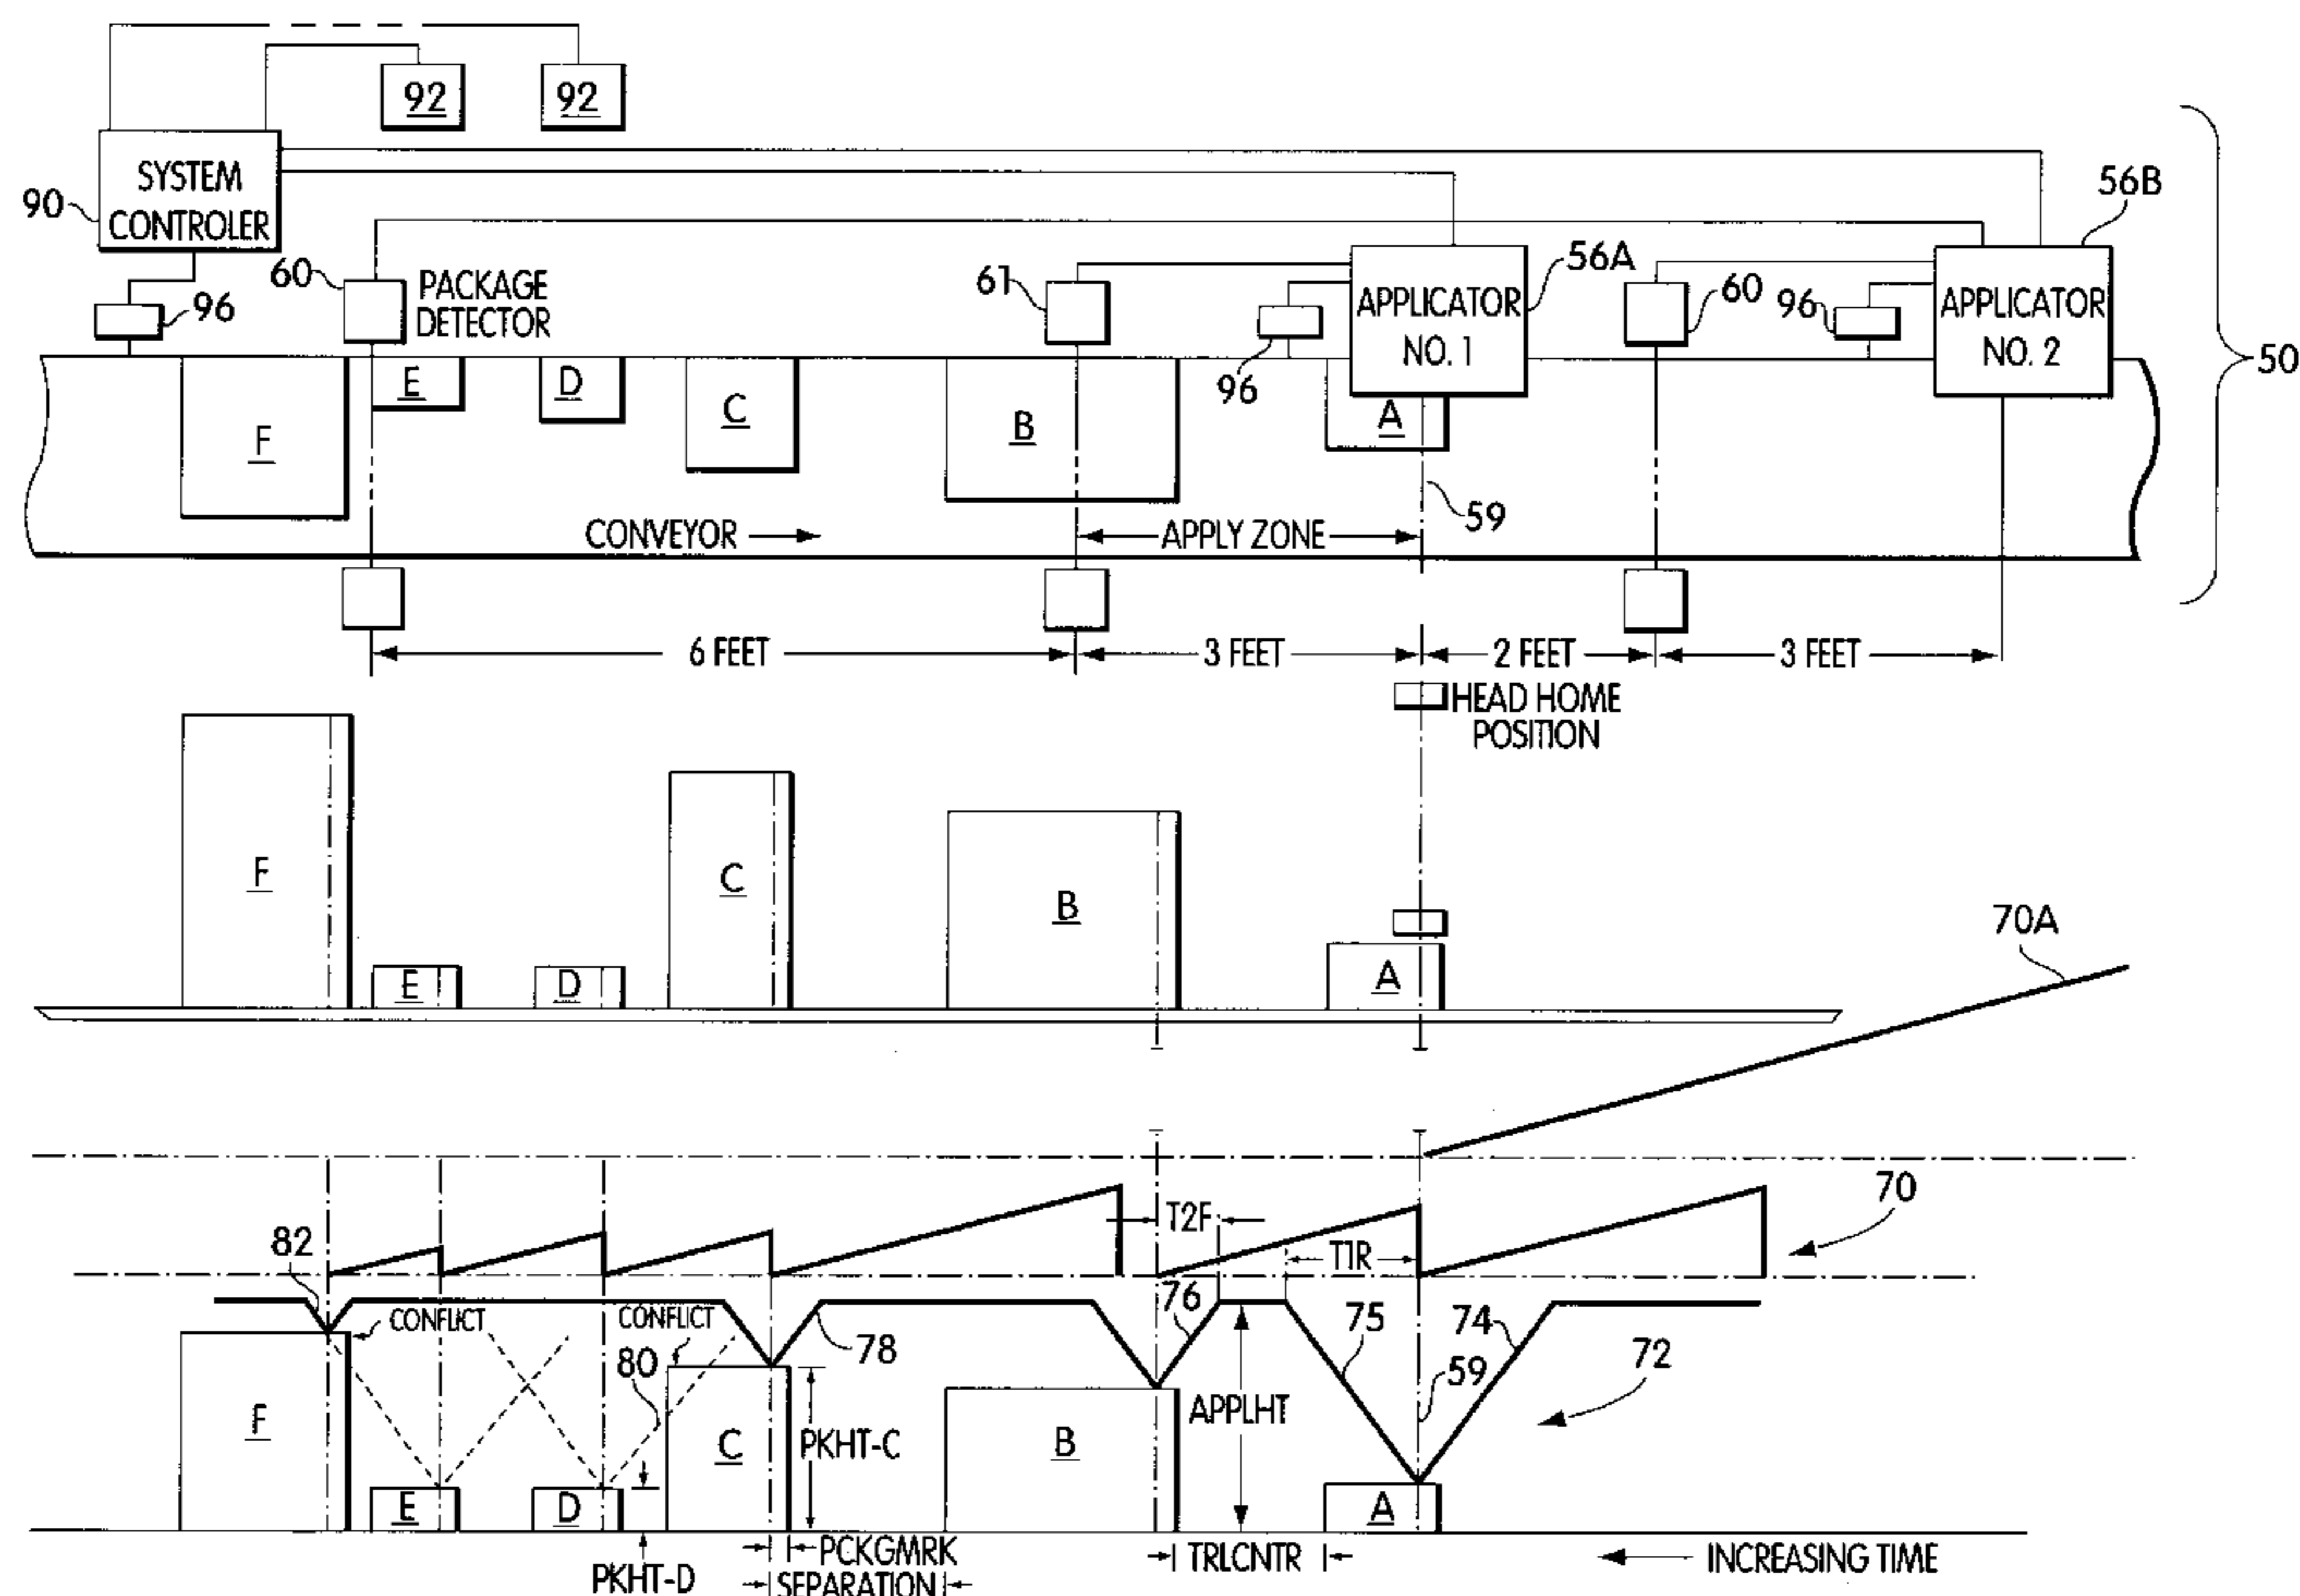 92
92
SYSTEM
CONTROLER
90
96
60
PACKAGE
DETECTOR
61
96
APPLICATOR
NO. 1
56A
60
96
APPLICATOR
NO. 2
56B
50
F
E
D
C
B
A
59
CONVEYOR
APPLY ZONE
6 FEET
3 FEET
2 FEET
3 FEET
HEAD HOME
POSITION
F
E
D
C
B
A
70A
70
T2F
T1R
82
CONFLICT
CONFLICT
80
78
76
75
74
59
72
F
E
D
C
PKHT-C
B
APPLHT
A
PKHT-D
PCKGMRK
SEPARATION
TRLCNTR
INCREASING TIME